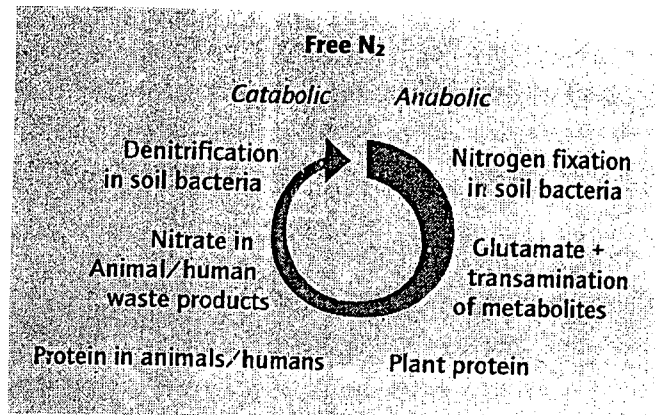 Free N₂
Catabolic
Anabolic
Denitrification
in soil bacteria
Nitrogen fixation
in soil bacteria
Nitrate in
Animal/human
waste products
Glutamate +
transamination
of metabolites
Protein in animals/humans
Plant protein